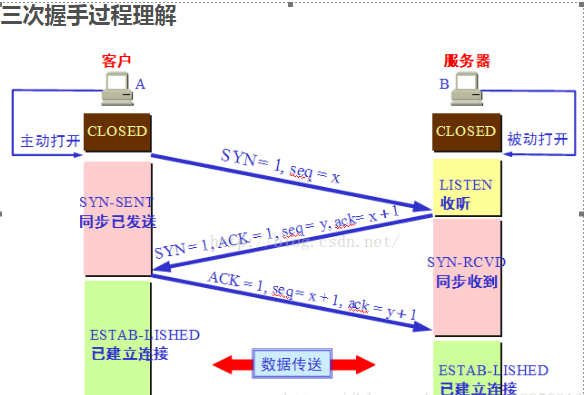 三次握手过程理解
客户
服务器
A
B
主动打开
CLOSED
CLOSED
被动打开
SYN=1, seq=x
LISTEN
收听
SYN-SENT
同步已发送
SYN=1, ACK=1, seq=y, ack=x+1
SYN-RCVD
同步收到
ACK=1, seq=x+1, ack=y+1
ESTAB-LISHED
已建立连接
数据传送
ESTAB-LISHED
已建立连接